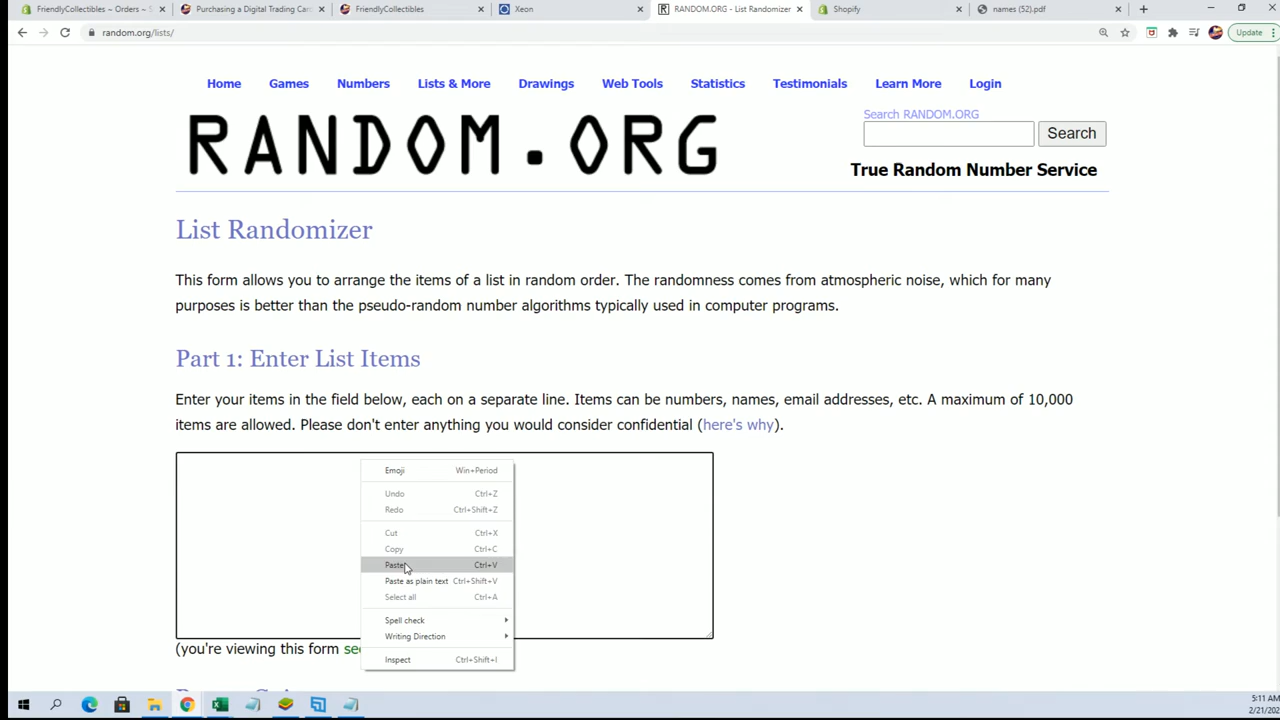 FriendlyCollectibles ~ Orders ~ S
Purchasing a Digital Trading Car
FriendlyCollectibles
Xeon
RANDOM.ORG - List Randomizer
Shopify
names (52).pdf
random.org/lists/
Update
Home Games Numbers Lists & More Drawings Web Tools Statistics Testimonials Learn More Login
RANDOM.ORG
Search RANDOM.ORG
Search
True Random Number Service
List Randomizer
This form allows you to arrange the items of a list in random order. The randomness comes from atmospheric noise, which for many
purposes is better than the pseudo-random number algorithms typically used in computer programs.
Part 1: Enter List Items
Enter your items in the field below, each on a separate line. Items can be numbers, names, email addresses, etc. A maximum of 10,000
items are allowed. Please don't enter anything you would consider confidential (here's why).
Emoji Win+Period
Undo Ctrl+Z
Redo Ctrl+Shift+Z
Cut Ctrl+X
Copy Ctrl+C
Paste Ctrl+V
Paste as plain text Ctrl+Shift+V
Select all Ctrl+A
Spell check
Writing Direction
Inspect Ctrl+Shift+I
(you're viewing this form
5:11 AM
2/21/202